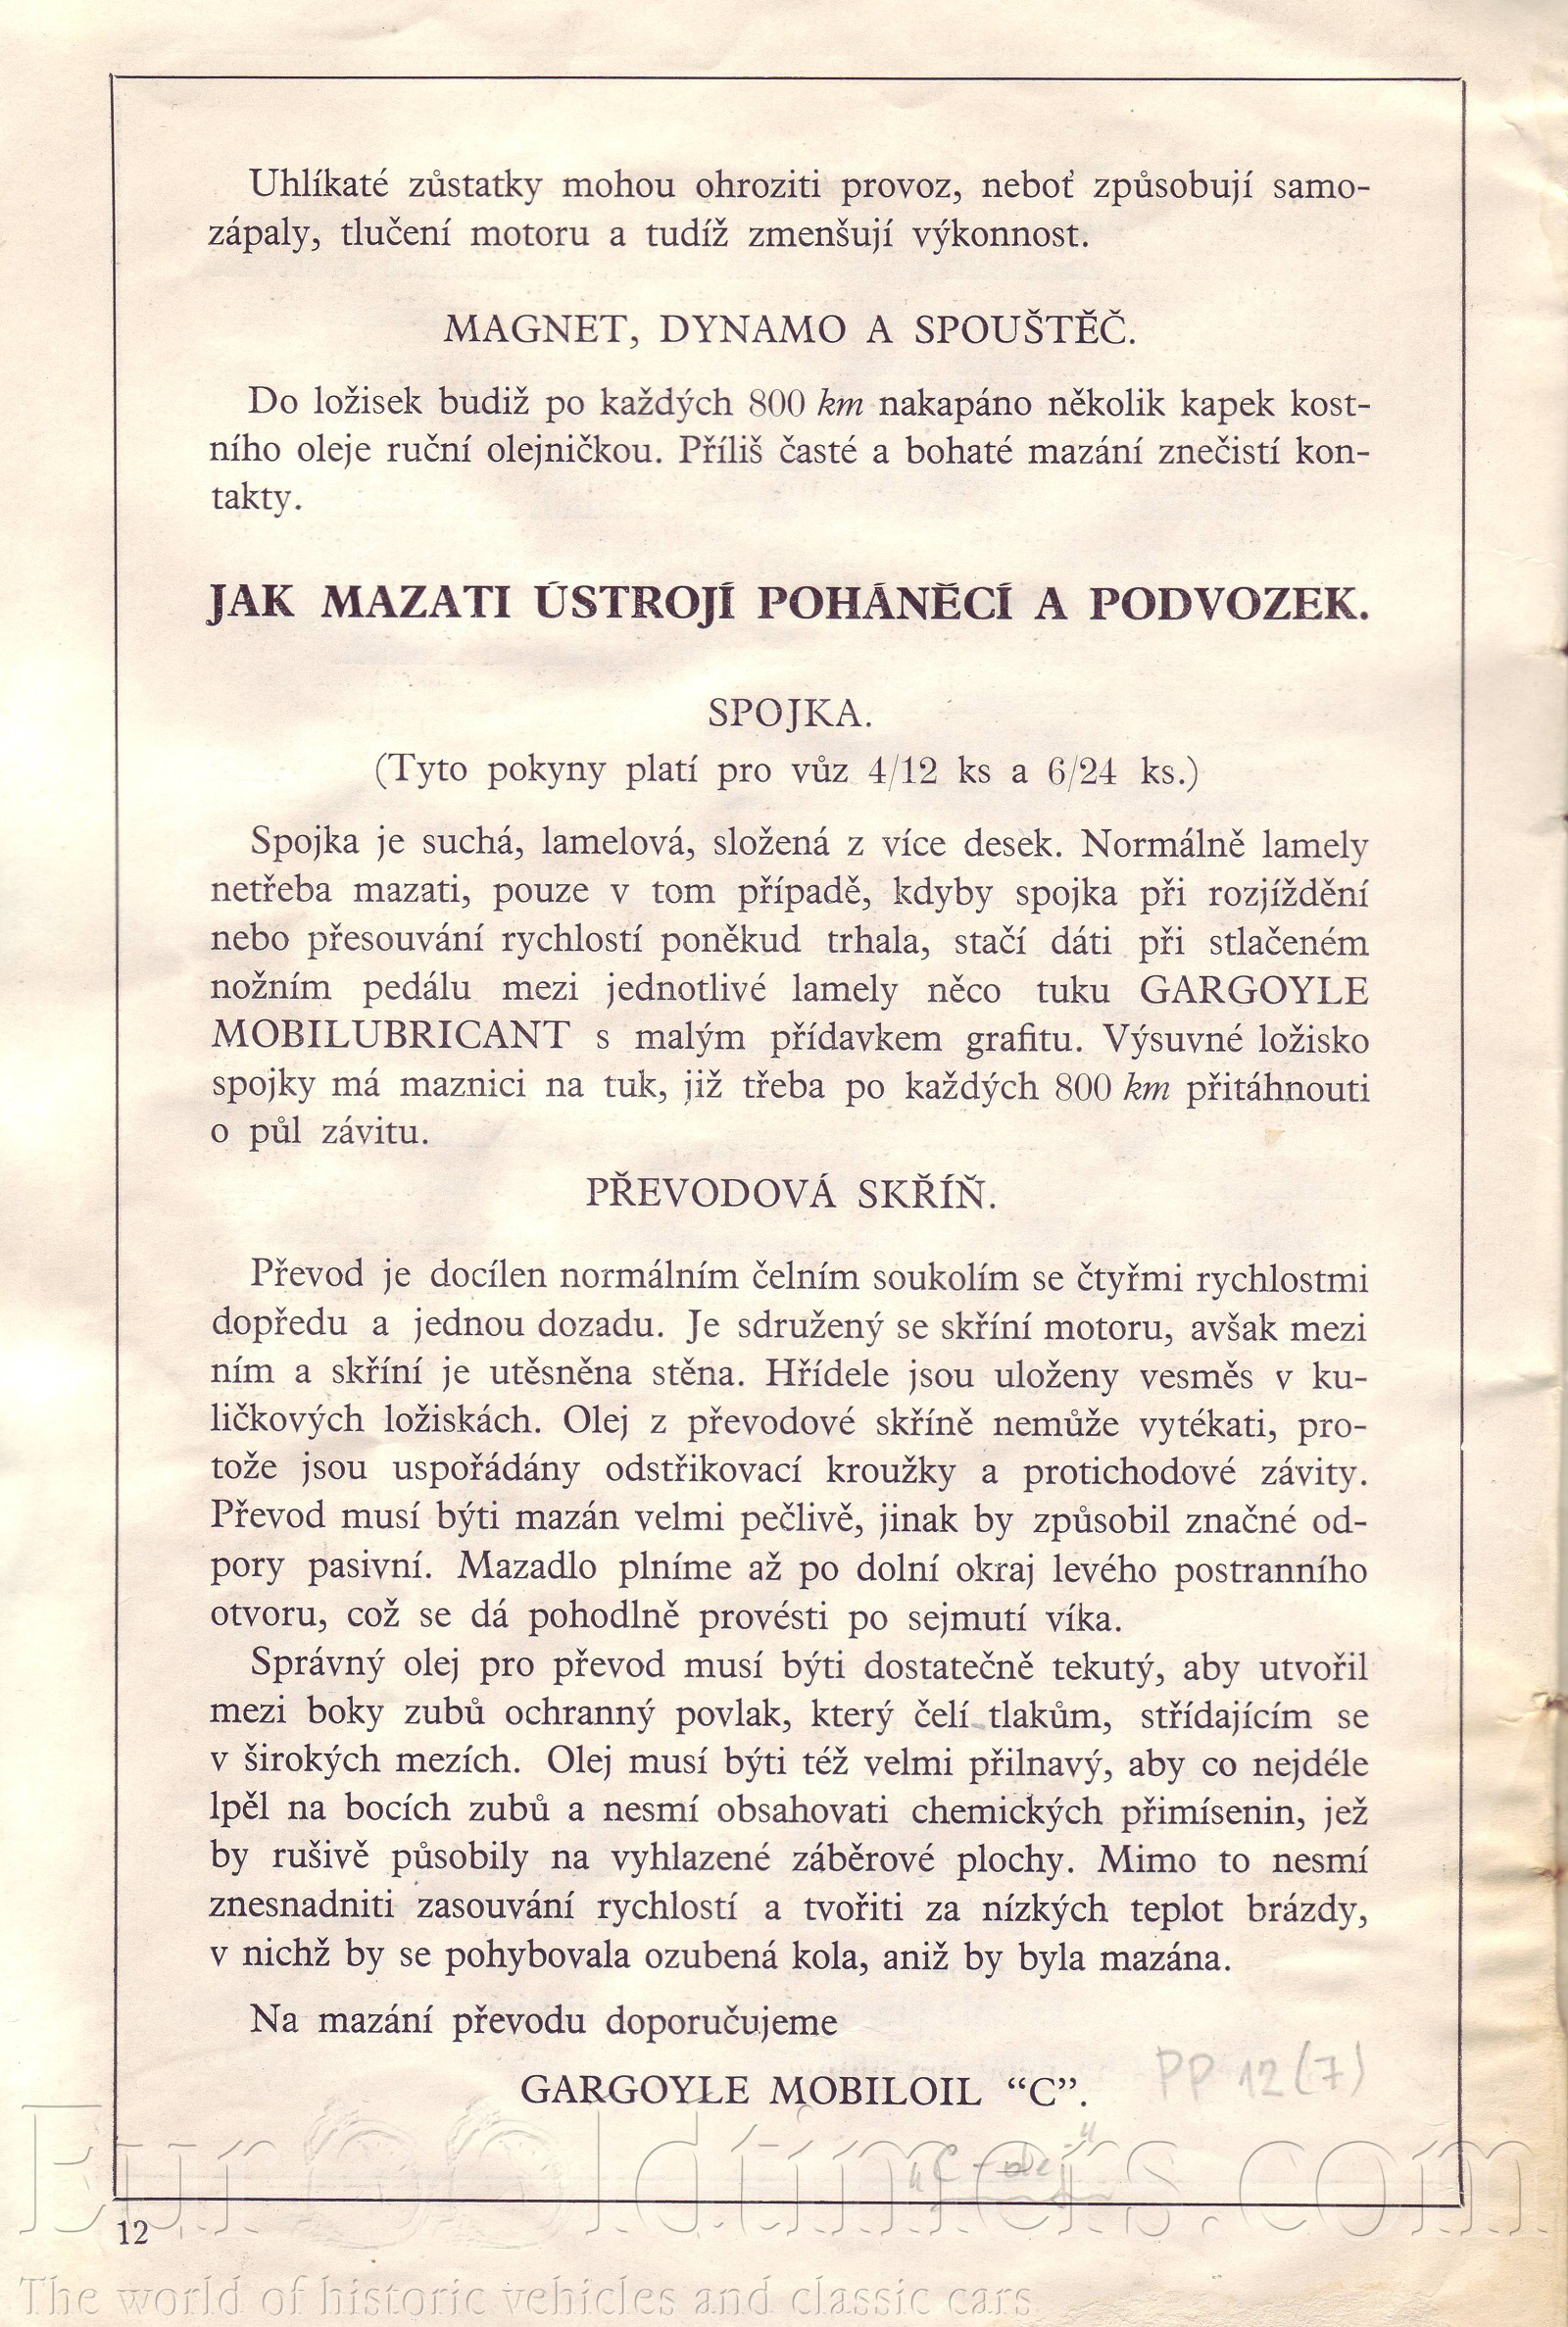 Uhlíkaté zůstatky mohou ohroziti provoz, neboť způsobují samo-
zápaly, tlučení motoru a tudíž zmenšují výkonnost.
MAGNET, DYNAMO A SPOUŠTĚČ.
Do ložisek budiž po každých 800 km nakapáno několik kapek kost-
ního oleje ruční olejničkou. Příliš časté a bohaté mazání znečistí kon-
takty.
JAK MAZATI ÚSTROJÍ POHÁNĚCÍ A PODVOZEK.
SPOJKA.
(Tyto pokyny platí pro vůz 4/12 ks a 6/24 ks.)
Spojka je suchá, lamelová, složená z více desek. Normálně lamely
netřeba mazati, pouze v tom případě, kdyby spojka při rozjíždění
nebo přesouvání rychlostí poněkud trhala, stačí dáti při stlačeném
nožním pedálu mezi jednotlivé lamely něco tuku GARGOYLE
MOBILUBRICANT s malým přídavkem grafitu. Výsuvné ložisko
spojky má maznici na tuk, již třeba po každých 800 km přitáhnouti
o půl závitu.
PŘEVODOVÁ SKŘÍŇ.
Převod je docílen normálním čelním soukolím se čtyřmi rychlostmi
dopředu a jednou dozadu. Je sdružený se skříní motoru, avšak mezi
ním a skříní je utěsněna stěna. Hřídele jsou uloženy vesměs v ku-
ličkových ložiskách. Olej z převodové skříně nemůže vytékati, pro-
tože jsou uspořádány odstřikovací kroužky a protichodové závity.
Převod musí býti mazán velmi pečlivě, jinak by způsobil značné od-
pory pasivní. Mazadlo plníme až po dolní okraj levého postranního
otvoru, což se dá pohodlně provésti po sejmutí víka.
Správný olej pro převod musí býti dostatečně tekutý, aby utvořil
mezi boky zubů ochranný povlak, který čelí tlakům, střídajícím se
v širokých mezích. Olej musí býti též velmi přilnavý, aby co nejdéle
lpěl na bocích zubů a nesmí obsahovati chemických přimísenin, jež
by rušivě působily na vyhlazené záběrové plochy. Mimo to nesmí
znesnadniti zasouvání rychlostí a tvořiti za nízkých teplot brázdy,
v nichž by se pohybovala ozubená kola, aniž by byla mazána.
Na mazání převodu doporučujeme
GARGOYLE MOBILOIL “C”.
PP 12 (7)
EurOldtimers.com
12
The world of historic vehicles and classic cars